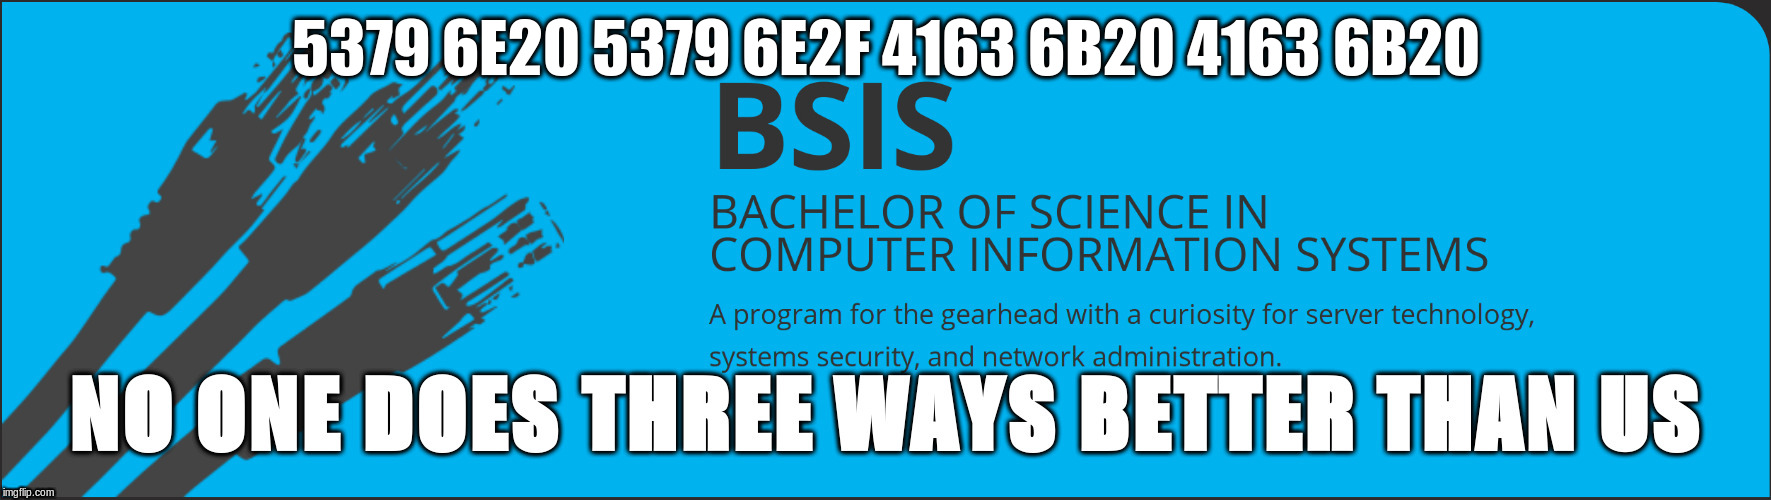 5379 6E20 5379 6E2F 4163 6B20 4163 6B20
BSIS
BACHELOR OF SCIENCE IN
COMPUTER INFORMATION SYSTEMS
A program for the gearhead with a curiosity for server technology,
systems security, and network administration.
NO ONE DOES THREE WAYS BETTER THAN US
imgflip.com